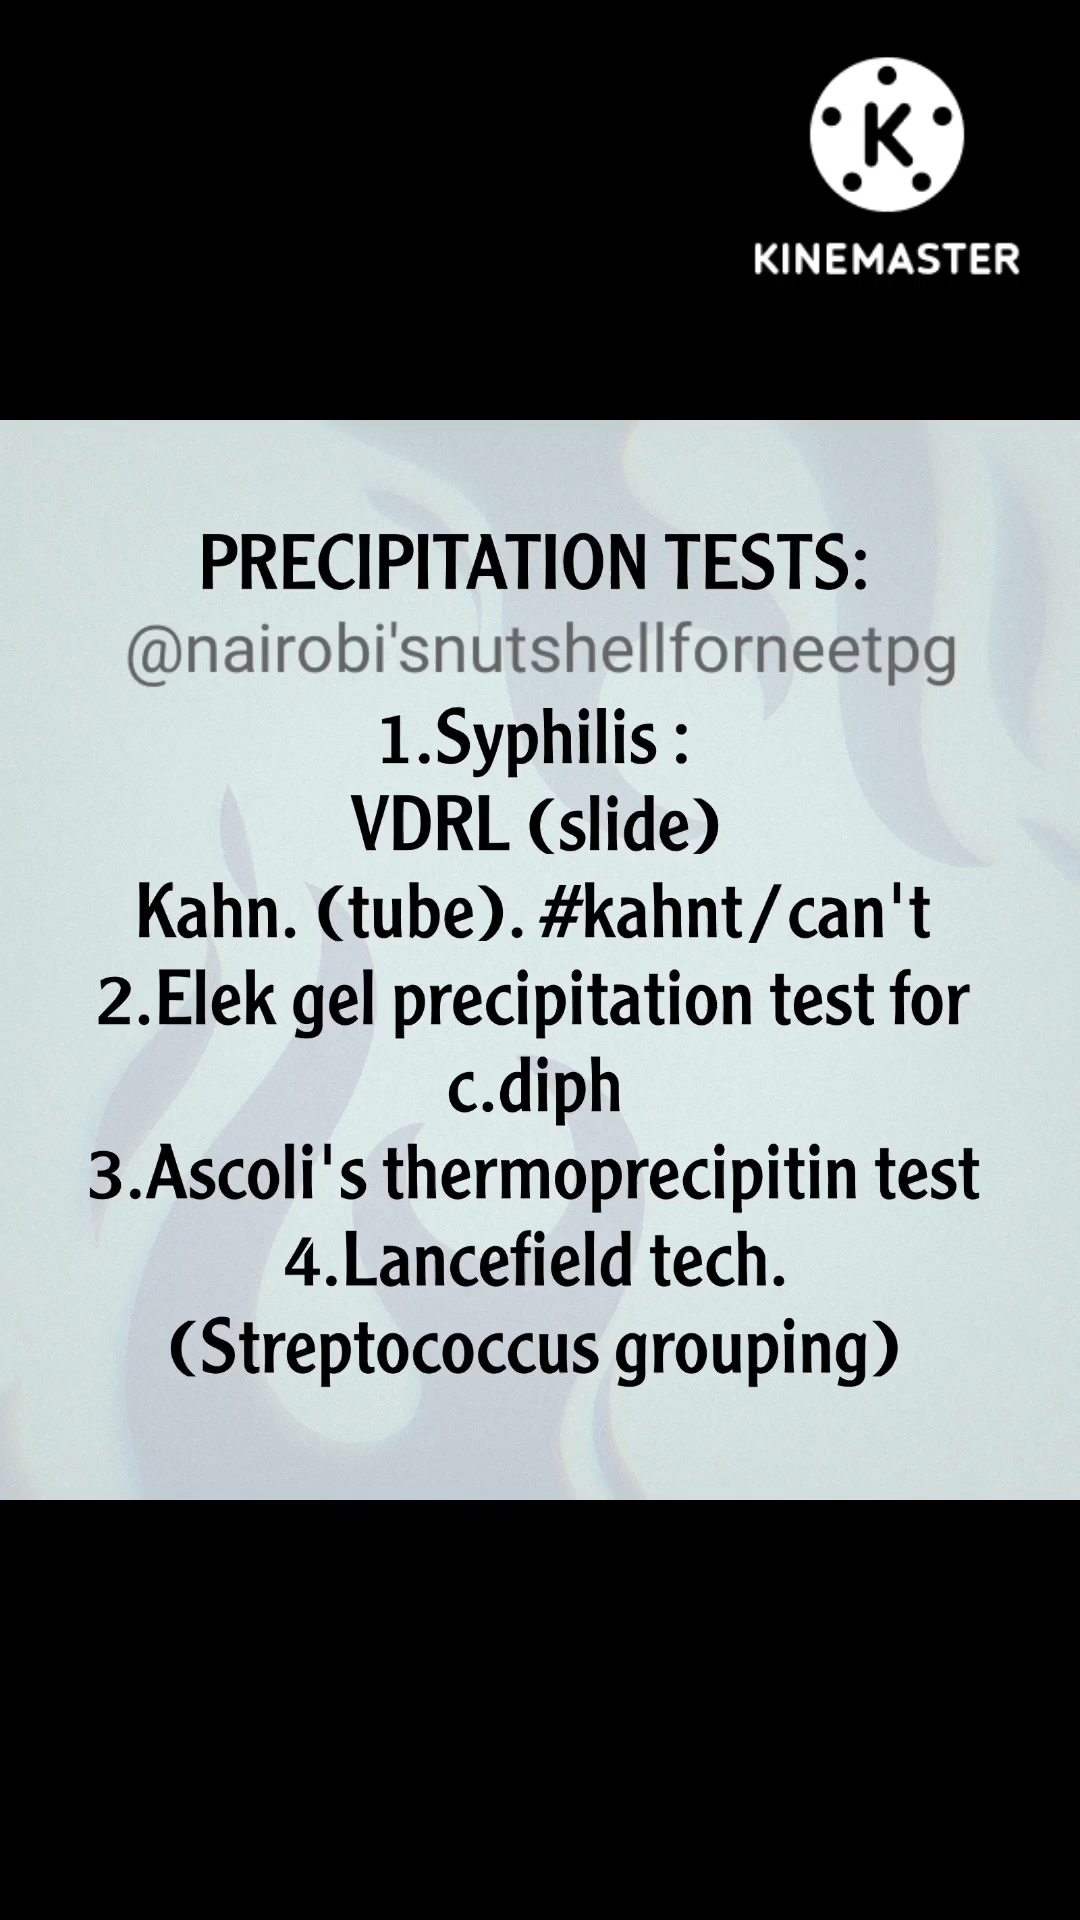 K
KINEMASTER
PRECIPITATION TESTS:
@nairobi'snutshellforneetpg
1.Syphilis :
VDRL (slide)
Kahn. (tube). #kahnt/can't
2.Elek gel precipitation test for
c.diph
3.Ascoli's thermoprecipitin test
4.Lancefield tech.
(Streptococcus grouping)